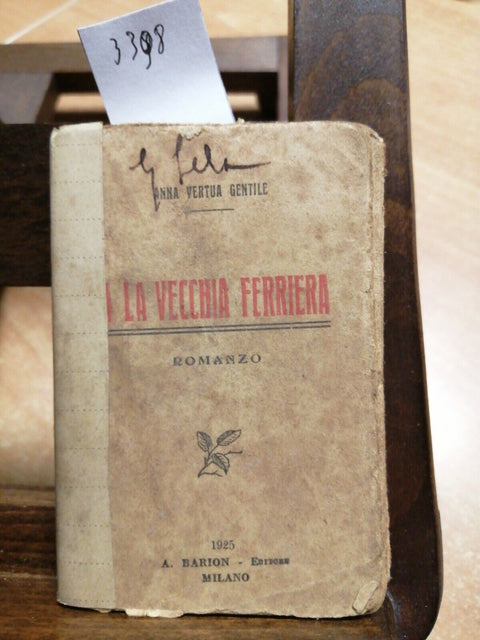 3398
ANNA VERTUA GENTILE
LA VECCHIA FERRIERA
ROMANZO
1925
A. BARION - EDITORE
MILANO